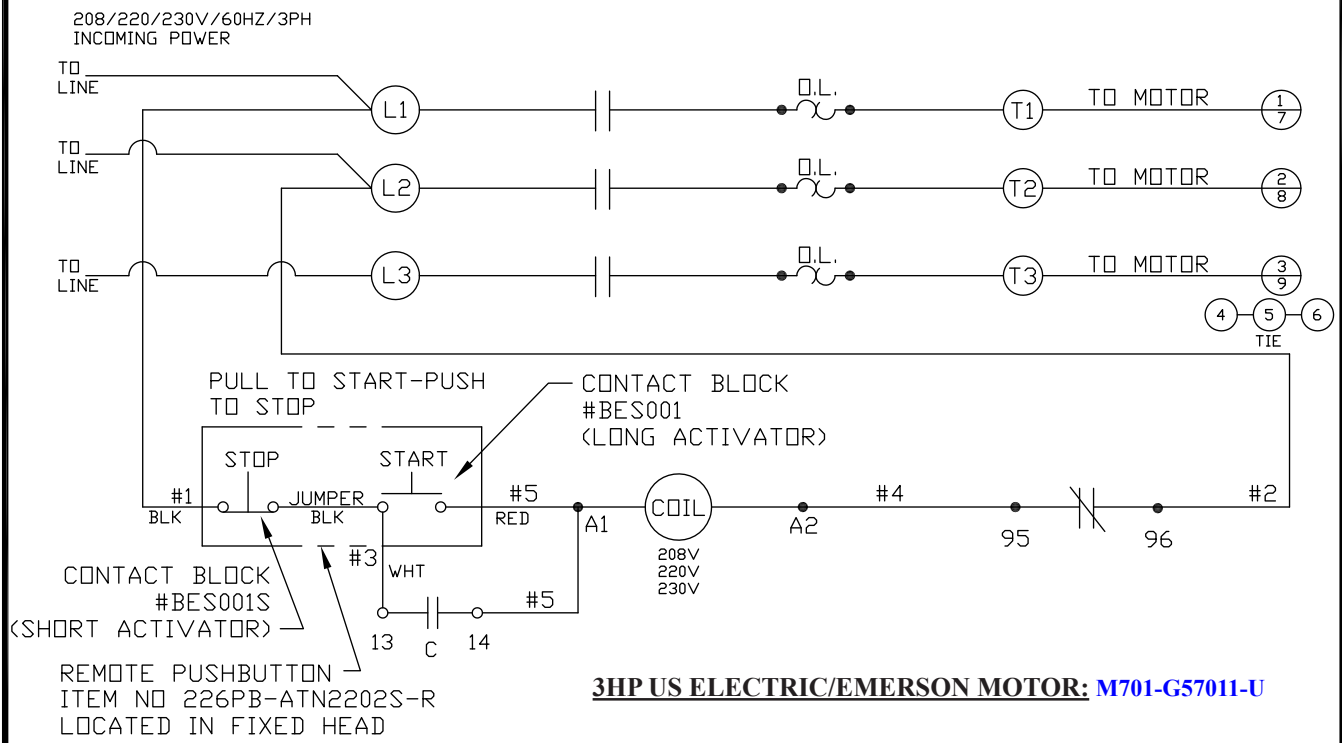 208/220/230V/60HZ/3PH
INCOMING POWER
TO
LINE
L1
O.L.
T1
TO MOTOR
1
7
TO
LINE
L2
O.L.
T2
TO MOTOR
2
8
TO
LINE
L3
O.L.
T3
TO MOTOR
3
9
4 5 6
TIE
PULL TO START-PUSH
TO STOP
CONTACT BLOCK
#BES001
(LONG ACTIVATOR)
STOP
START
#1
BLK
JUMPER
BLK
#5
RED
A1
COIL
208V
220V
230V
A2
#4
95
96
#2
#3
WHT
#5
13
C
14
CONTACT BLOCK
#BES001S
(SHORT ACTIVATOR)
REMOTE PUSHBUTTON
ITEM NO 226PB-ATN2202S-R
LOCATED IN FIXED HEAD
3HP US ELECTRIC/EMERSON MOTOR: M701-G57011-U